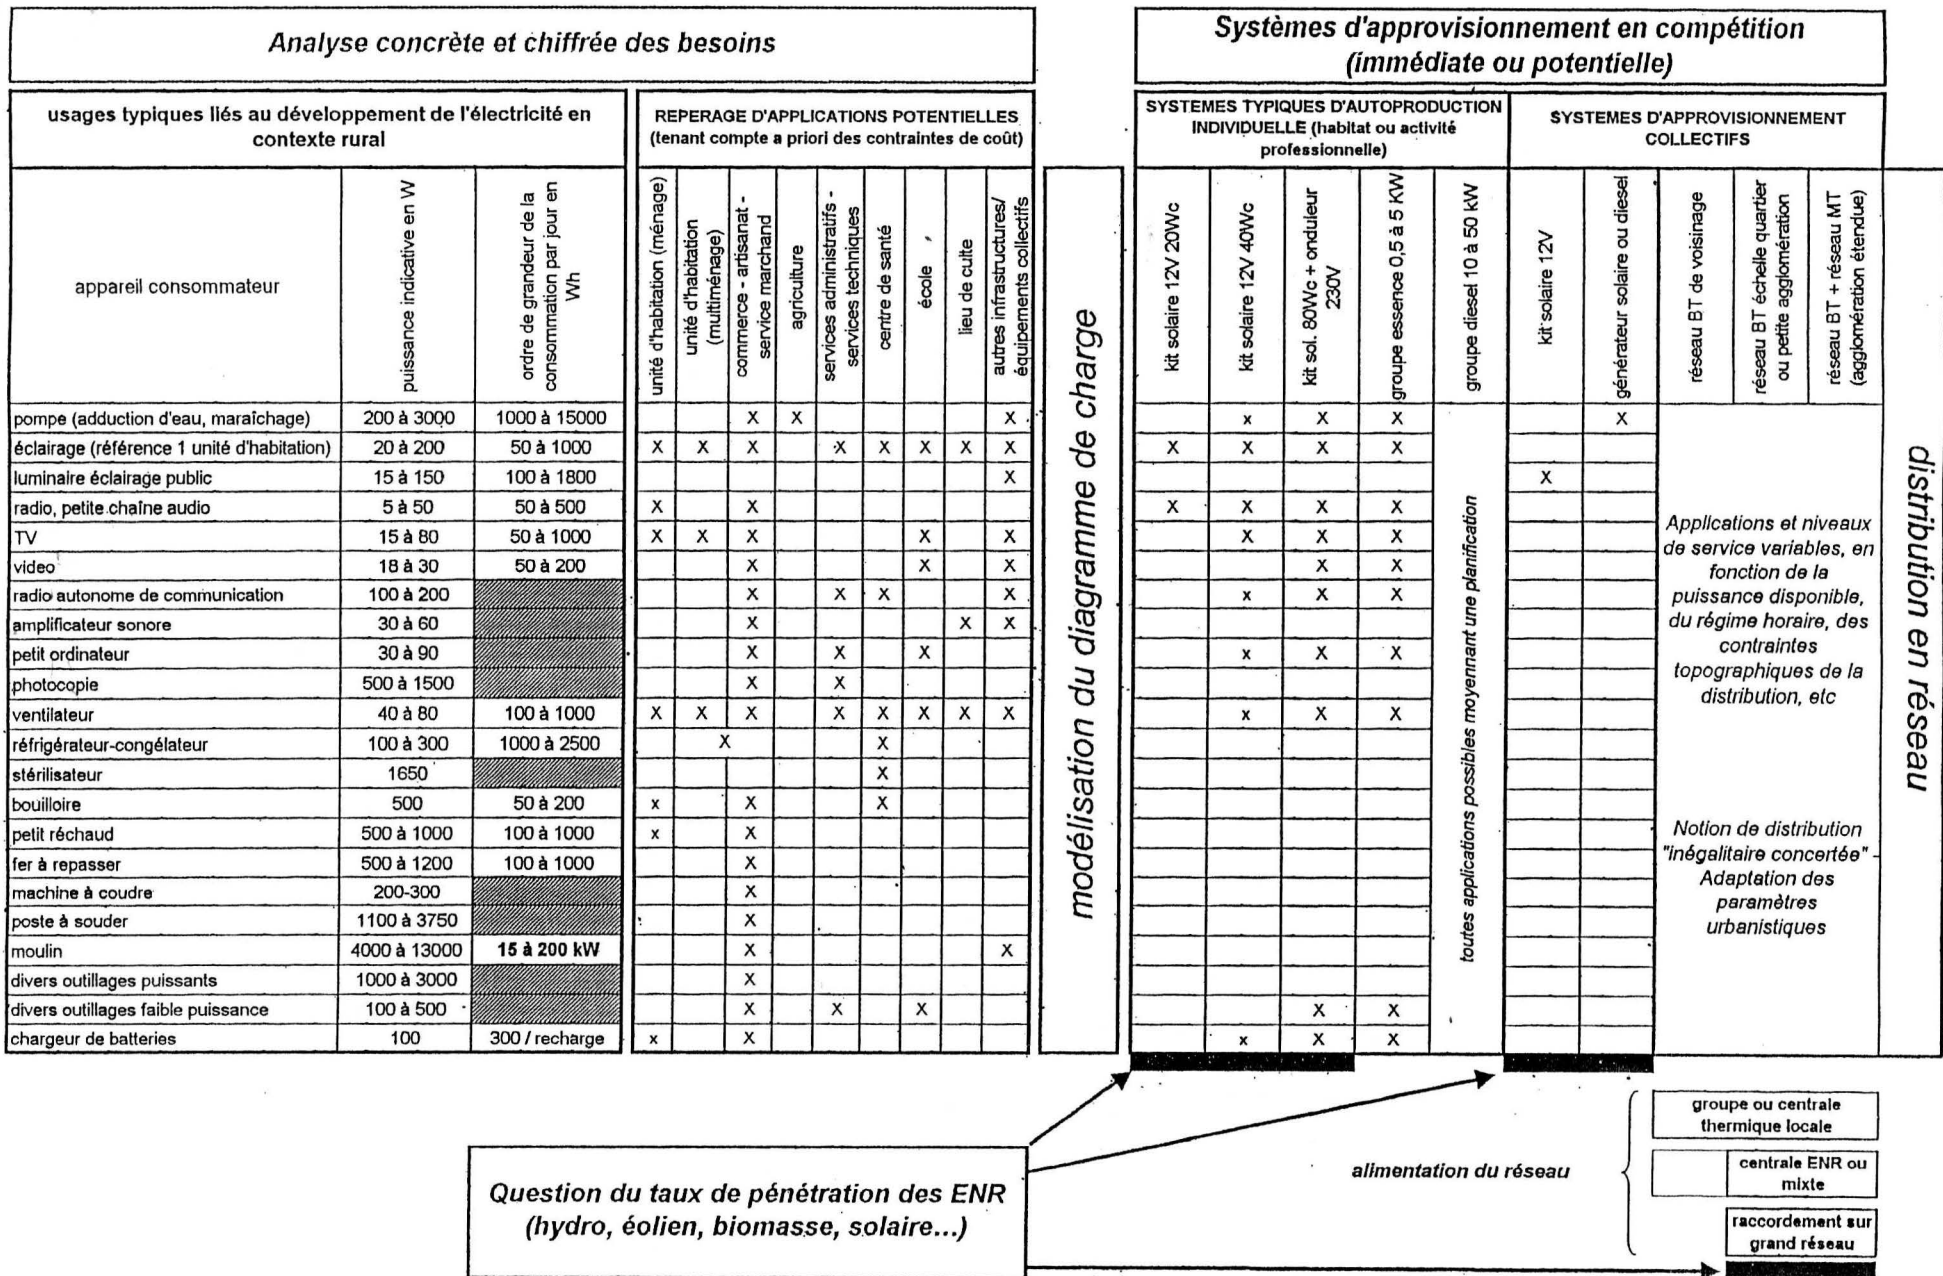 Analyse concrète et chiffrée des besoins
Systèmes d'approvisionnement en compétition
(immédiate ou potentielle)
usages typiques liés au développement de l'électricité en
contexte rural
REPERAGE D'APPLICATIONS POTENTIELLES
(tenant compte a priori des contraintes de coût)
SYSTEMES TYPIQUES D'AUTOPRODUCTION
INDIVIDUELLE (habitat ou activité
professionnelle)
SYSTEMES D'APPROVISIONNEMENT
COLLECTIFS
appareil consommateur
puissance indicative en W
ordre de grandeur de la
consommation par jour en
Wh
unité d'habitation (ménage)
unité d'habitation
(multiménage)
commerce - artisanat -
service marchand
agriculture
services administratifs -
services techniques
centre de santé
école
lieu de culte
autres infrastructures/
équipements collectifs
modélisation du diagramme de charge
kit solaire 12V 20Wc
kit solaire 12V 40Wc
kit sol. 80Wc + onduleur
230V
groupe essence 0,5 à 5 KW
groupe diesel 10 à 50 kW
kit solaire 12V
générateur solaire ou diesel
réseau BT de voisinage
réseau BT échelle quartier
ou petite agglomération
réseau BT + réseau MT
(agglomération étendue)
distribution en réseau
pompe (adduction d'eau, maraîchage) 200 à 3000 1000 à 15000 X X X x X X X
éclairage (référence 1 unité d'habitation) 20 à 200 50 à 1000 X X X X X X X X X X X X
luminaire éclairage public 15 à 150 100 à 1800 X X
radio, petite chaîne audio 5 à 50 50 à 500 X X X X X X
TV 15 à 80 50 à 1000 X X X X X X X X
video 18 à 30 50 à 200 X X X X X
radio autonome de communication 100 à 200 X X X X x X X
amplificateur sonore 30 à 60 X X X
petit ordinateur 30 à 90 X X X x X X
photocopie 500 à 1500 X X
ventilateur 40 à 80 100 à 1000 X X X X X X X X x X X
réfrigérateur-congélateur 100 à 300 1000 à 2500 X X
stérilisateur 1650 X
bouilloire 500 50 à 200 x X X
petit réchaud 500 à 1000 100 à 1000 x X
fer à repasser 500 à 1200 100 à 1000 X
machine à coudre 200-300 X
poste à souder 1100 à 3750 X
moulin 4000 à 13000 15 à 200 kW X X
divers outillages puissants 1000 à 3000 X
divers outillages faible puissance 100 à 500 X X X X X
chargeur de batteries 100 300 / recharge x X x X X
toutes applications possibles moyennant une planification
Applications et niveaux
de service variables, en
fonction de la
puissance disponible,
du régime horaire, des
contraintes
topographiques de la
distribution, etc
Notion de distribution
"inégalitaire concertée" -
Adaptation des
paramètres
urbanistiques
Question du taux de pénétration des ENR
(hydro, éolien, biomasse, solaire...)
alimentation du réseau
groupe ou centrale
thermique locale
centrale ENR ou
mixte
raccordement sur
grand réseau